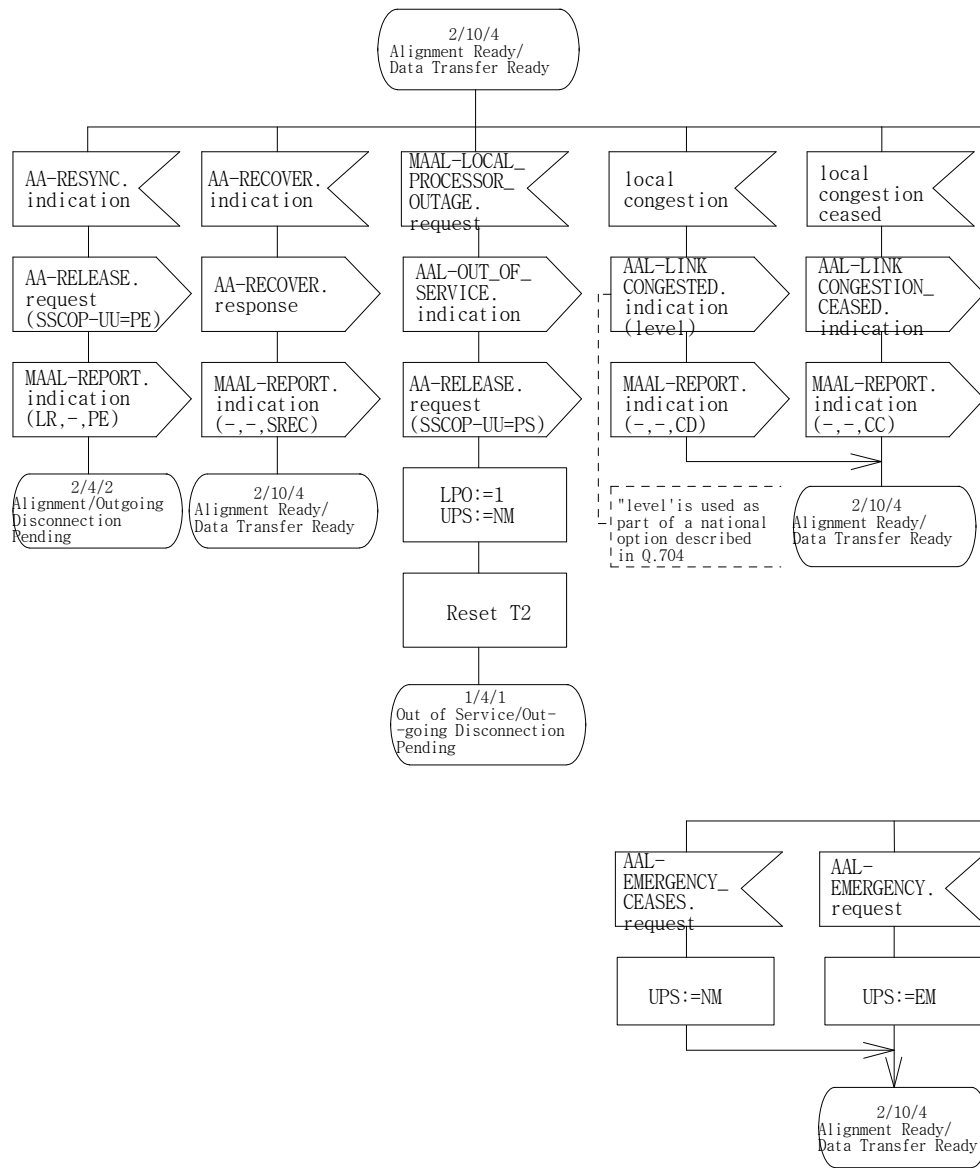 2/10/4
Alignment Ready/
Data Transfer Ready
AA-RESYNC.
indication
AA-RECOVER.
indication
MAAL-LOCAL_
PROCESSOR_
OUTAGE.
request
local
congestion
local
congestion
ceased
AA-RELEASE.
request
(SSCOP-UU=PE)
AA-RECOVER.
response
AAL-OUT_OF_
SERVICE.
indication
AAL-LINK
CONGESTED.
indication
(level)
AAL-LINK
CONGESTION_
CEASED.
indication
MAAL-REPORT.
indication
(LR,-,PE)
MAAL-REPORT.
indication
(-,-,SREC)
AA-RELEASE.
request
(SSCOP-UU=PS)
MAAL-REPORT.
indication
(-,-,CD)
MAAL-REPORT.
indication
(-,-,CC)
2/4/2
Alignment/Outgoing
Disconnection
Pending
2/10/4
Alignment Ready/
Data Transfer Ready
LPO:=1
UPS:=NM
"level'is used as
part of a national
option described
in Q.704
2/10/4
Alignment Ready/
Data Transfer Ready
Reset T2
1/4/1
Out of Service/Out-
-going Disconnection
Pending
AAL-
EMERGENCY_
CEASES.
request
AAL-
EMERGENCY.
request
UPS:=NM
UPS:=EM
2/10/4
Alignment Ready/
Data Transfer Ready